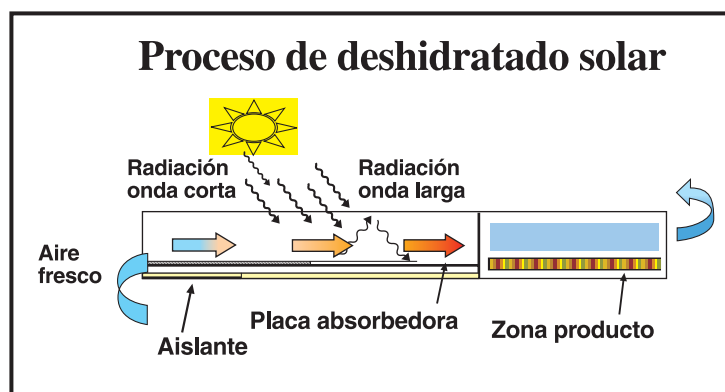 Proceso de deshidratado solar
Radiación
onda corta
Radiación
onda larga
Aire
fresco
Placa absorbedora
Zona producto
Aislante